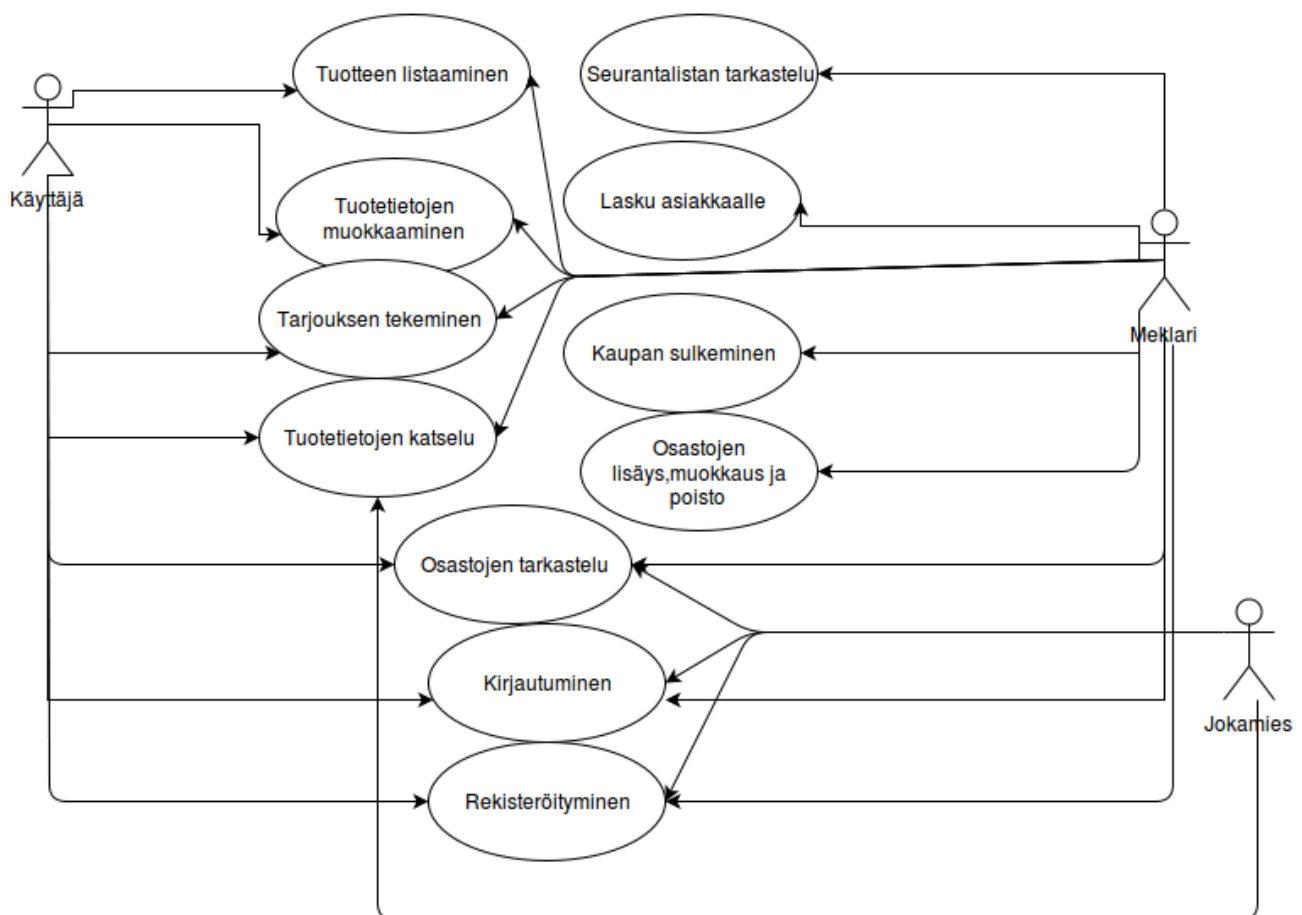 Tuotteen listaaminen
Seurantalistan tarkastelu
Käyttäjä
Lasku asiakkaalle
Tuotetietojen
muokkaaminen
Tarjouksen tekeminen
Meklari
Kaupan sulkeminen
Tuotetietojen katselu
Osastojen
lisäys,muokkaus ja
poisto
Osastojen tarkastelu
Kirjautuminen
Jokamies
Rekisteröityminen